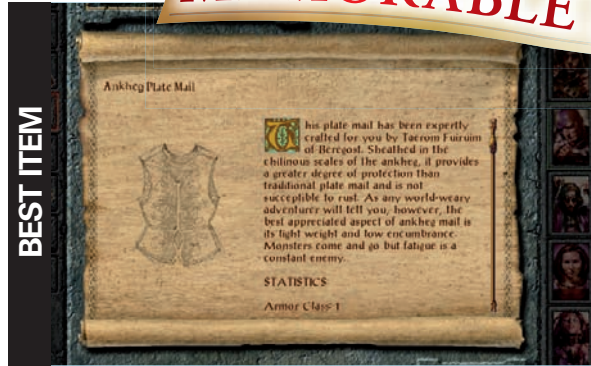 MEMORABLE
BEST ITEM
Ankheg Plate Mail
This plate mail has been expertly
crafted for you by Taerom Fuiruim
of Beregost. Sheathed in the
chitinous scales of the ankheg, it provides
a greater degree of protection than
traditional plate mail and is not
succeptible to rust. As any world-weary
adventurer will tell you, however, the
best appreciated aspect of ankheg mail is
its light weight and low encumbrance.
Monsters come and go but fatigue is a
constant enemy.
STATISTICS
Armor Class: 1